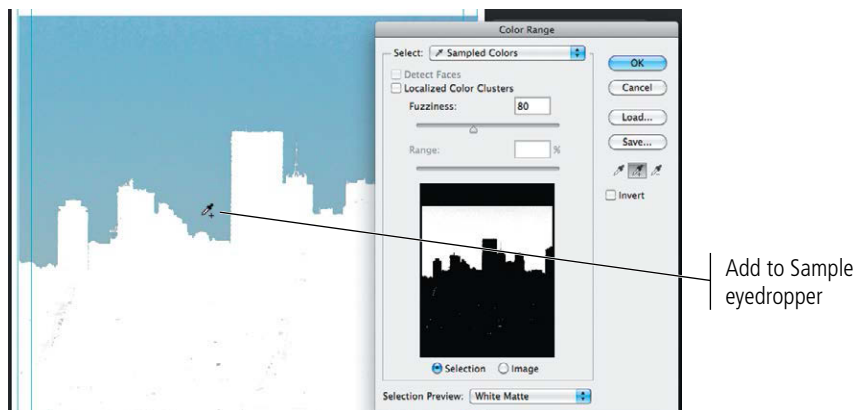 Color Range
Select: Sampled Colors
OK
Detect Faces
Cancel
Localized Color Clusters
Fuzziness: 80
Load...
Save...
Range: %
Invert
Add to Sample
eyedropper
Selection Image
Selection Preview: White Matte